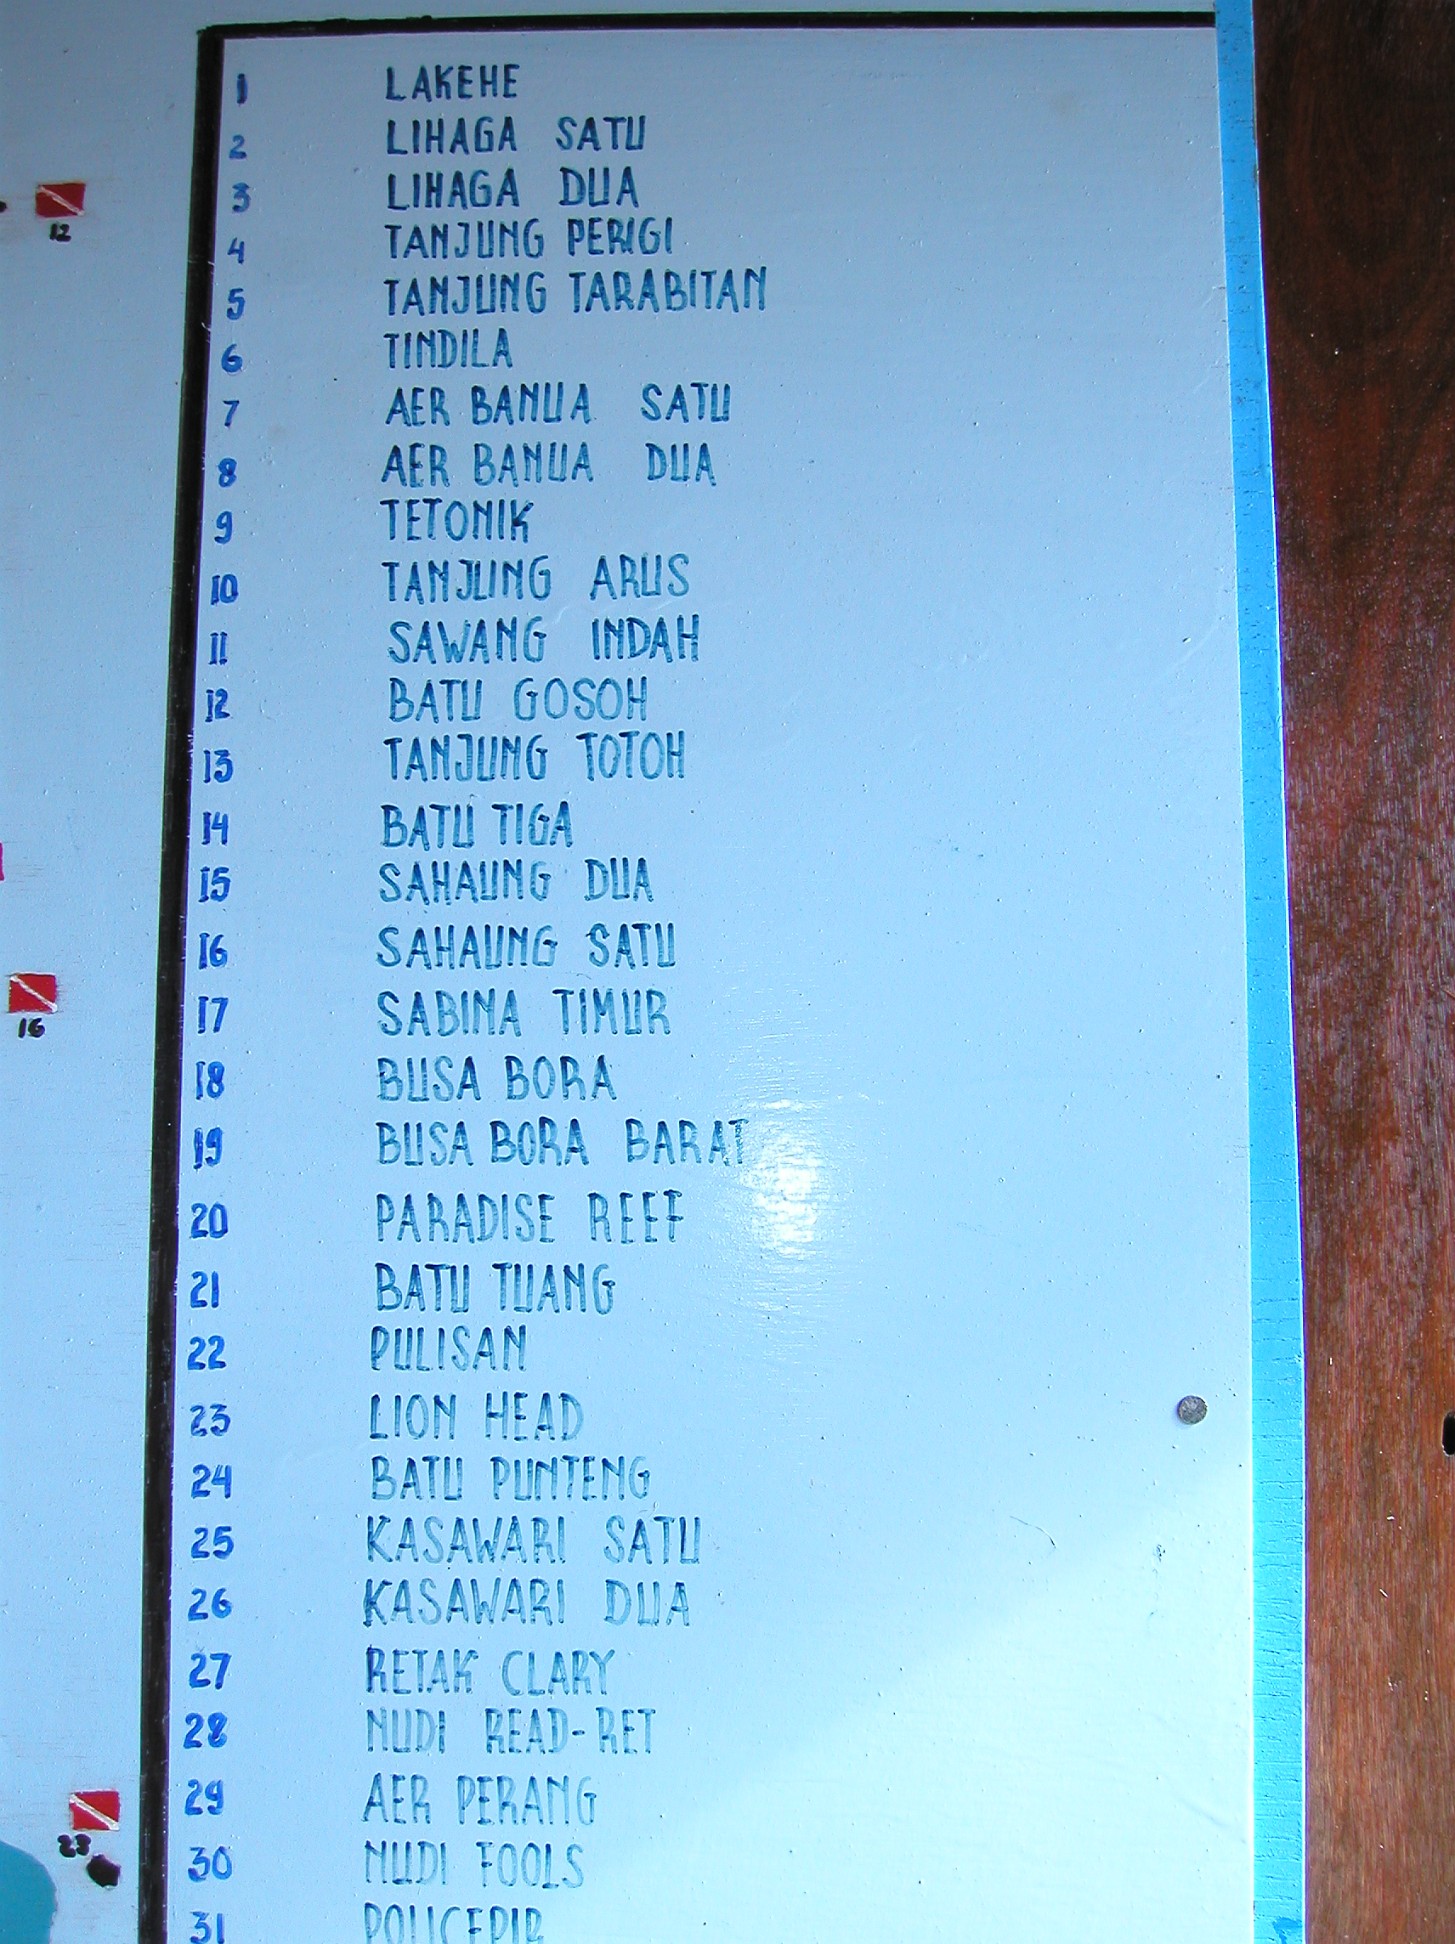 1 LAKEHE
2 LIHAGA SATU
3 LIHAGA DUA
4 TANJUNG PERIGI
5 TANJUNG TARABITAN
6 TINDILA
7 AER BANUA SATU
8 AER BANUA DUA
9 TETONIK
10 TANJUNG ARUS
11 SAWANG INDAH
12 BATU GOSOH
13 TANJUNG TOTOH
14 BATU TIGA
15 SAHAUNG DUA
16 SAHAUNG SATU
17 SABINA TIMUR
18 BUSA BORA
19 BUSA BORA BARAT
20 PARADISE REEF
21 BATU TUANG
22 PULISAN
23 LION HEAD
24 BATU PUNTENG
25 KASAWARI SATU
26 KASAWARI DUA
27 RETAK CLARY
28 NUDI READ-RET
29 AER PERANG
30 NUDI FOOLS
31
12
16
23